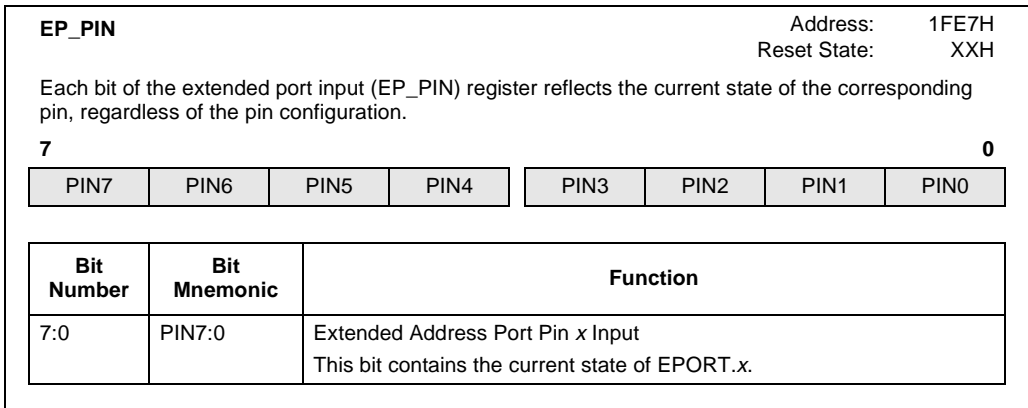 EP_PIN Address: 1FE7H
Reset State: XXH
Each bit of the extended port input (EP_PIN) register reflects the current state of the corresponding
pin, regardless of the pin configuration.
7 0
PIN7 PIN6 PIN5 PIN4 PIN3 PIN2 PIN1 PIN0
Bit Number Bit Mnemonic Function
7:0 PIN7:0 Extended Address Port Pin x Input
This bit contains the current state of EPORT.x.